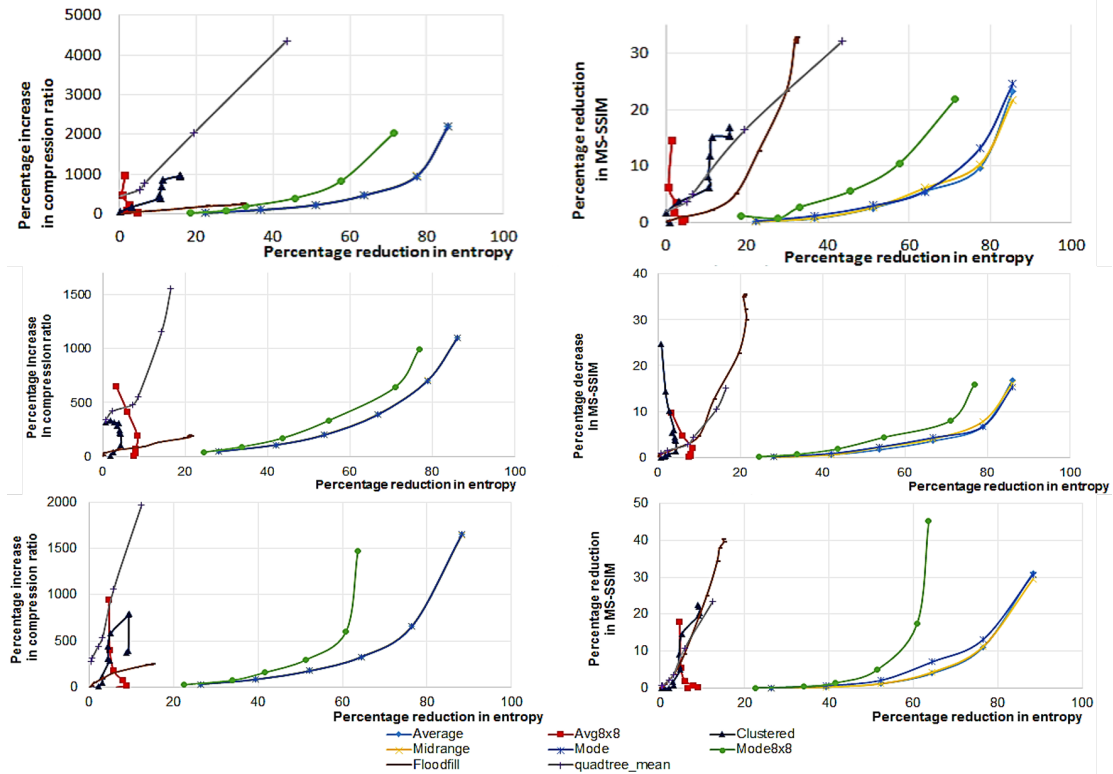 5000
4000
3000
2000
1000
0
Percentage increase
in compression ratio
0 20 40 60 80 100
Percentage reduction in entropy
30
20
10
0
Percentage reduction
in MS-SSIM
0 20 40 60 80 100
Percentage reduction in entropy
1500
1000
500
0
Percentage Increase
In compression ratio
0 20 40 60 80 100
Percentage reduction in entropy
40
30
20
10
0
Percentage decrease
in MS-SSIM
0 20 40 60 80 100
Percentage reduction in entropy
2000
1500
1000
500
0
Percentage increase
in compression ratio
0 20 40 60 80 100
Percentage reduction in entropy
50
40
30
20
10
0
Percentage reduction
in MS-SSIM
0 20 40 60 80 100
Percentage reduction in entropy
Average Avg8x8 Clustered
Midrange Mode Mode8x8
Floodfill quadtree_mean